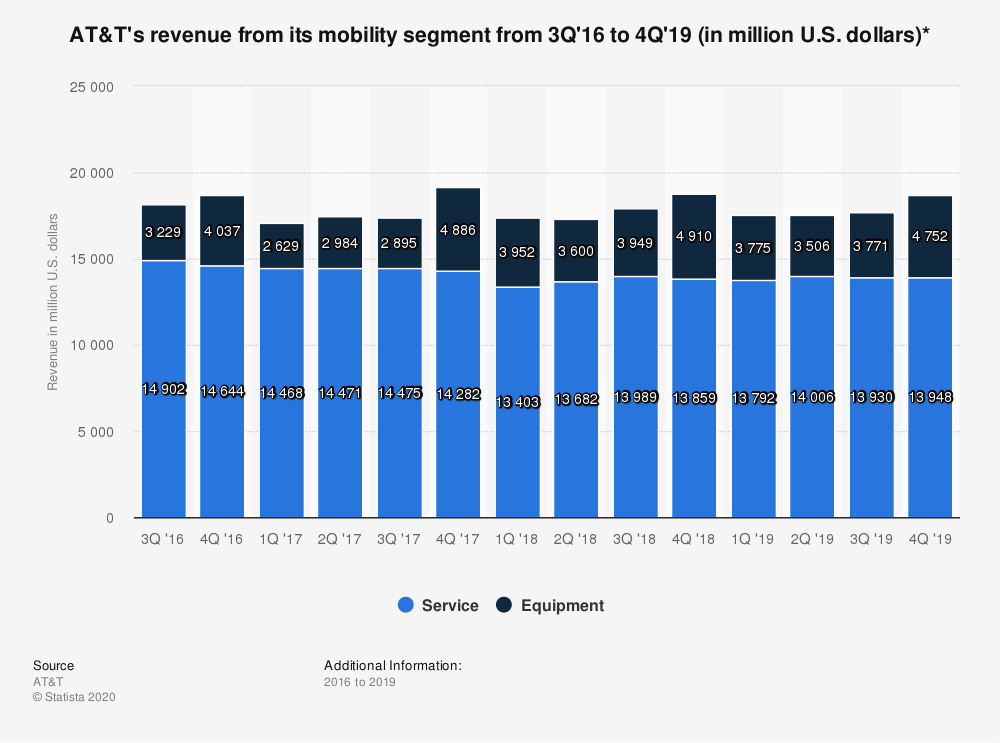 AT&T's revenue from its mobility segment from 3Q'16 to 4Q'19 (in million U.S. dollars)*
Revenue in million U.S. dollars
25 000
20 000
15 000
10 000
5 000
0
3 229 4 037 2 629 2 984 2 895 4 886 3 952 3 600 3 949 4 910 3 775 3 506 3 771 4 752
14 902 14 644 14 468 14 471 14 475 14 282 13 403 13 682 13 989 13 859 13 792 14 006 13 930 13 948
3Q '16 4Q '16 1Q '17 2Q '17 3Q '17 4Q '17 1Q '18 2Q '18 3Q '18 4Q '18 1Q '19 2Q '19 3Q '19 4Q '19
Service Equipment
Source
AT&T
© Statista 2020
Additional Information:
2016 to 2019